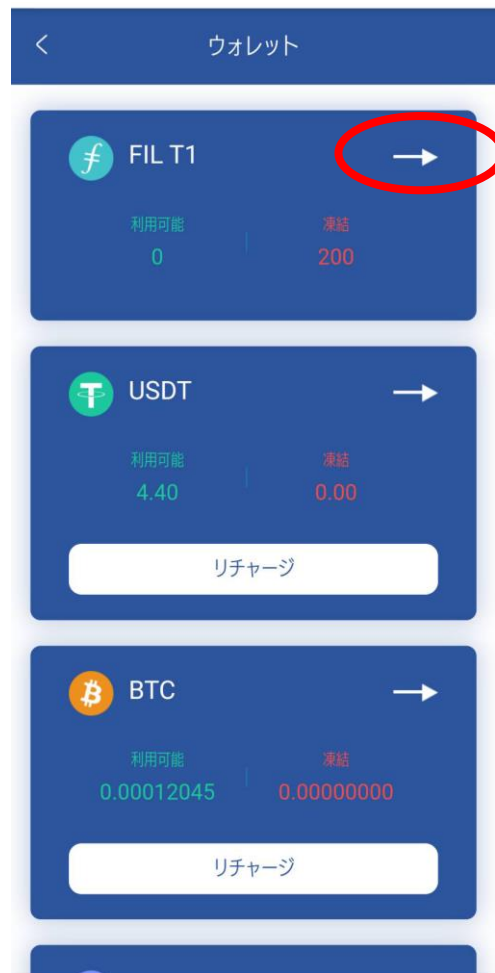 ウォレット
FIL T1
利用可能 凍結
0 200
USDT
利用可能 凍結
4.40 0.00
リチャージ
BTC
利用可能 凍結
0.00012045 0.00000000
リチャージ